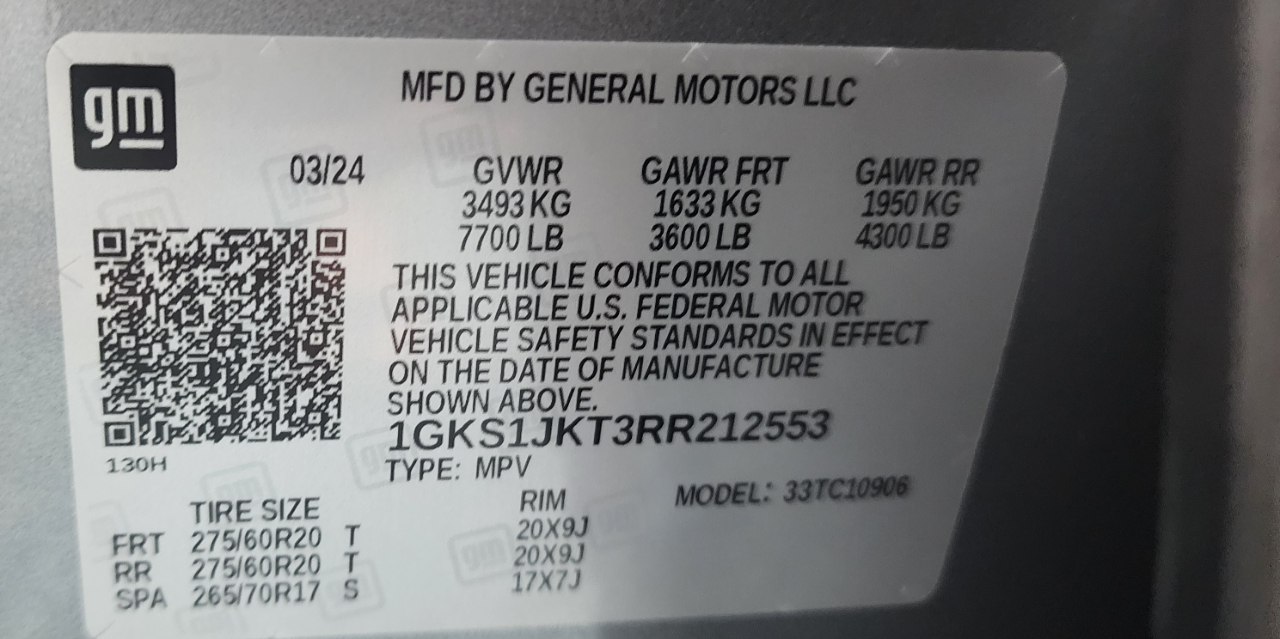 gm
MFD BY GENERAL MOTORS LLC
03/24 GVWR GAWR FRT GAWR RR
3493 KG 1633 KG 1950 KG
7700 LB 3600 LB 4300 LB
THIS VEHICLE CONFORMS TO ALL
APPLICABLE U.S. FEDERAL MOTOR
VEHICLE SAFETY STANDARDS IN EFFECT
ON THE DATE OF MANUFACTURE
SHOWN ABOVE.
1GKS1JKT3RR212553
130H
TYPE: MPV
MODEL: 33TC10906
TIRE SIZE RIM
FRT 275/60R20 T 20X9J
RR 275/60R20 T 20X9J
SPA 265/70R17 S 17X7J